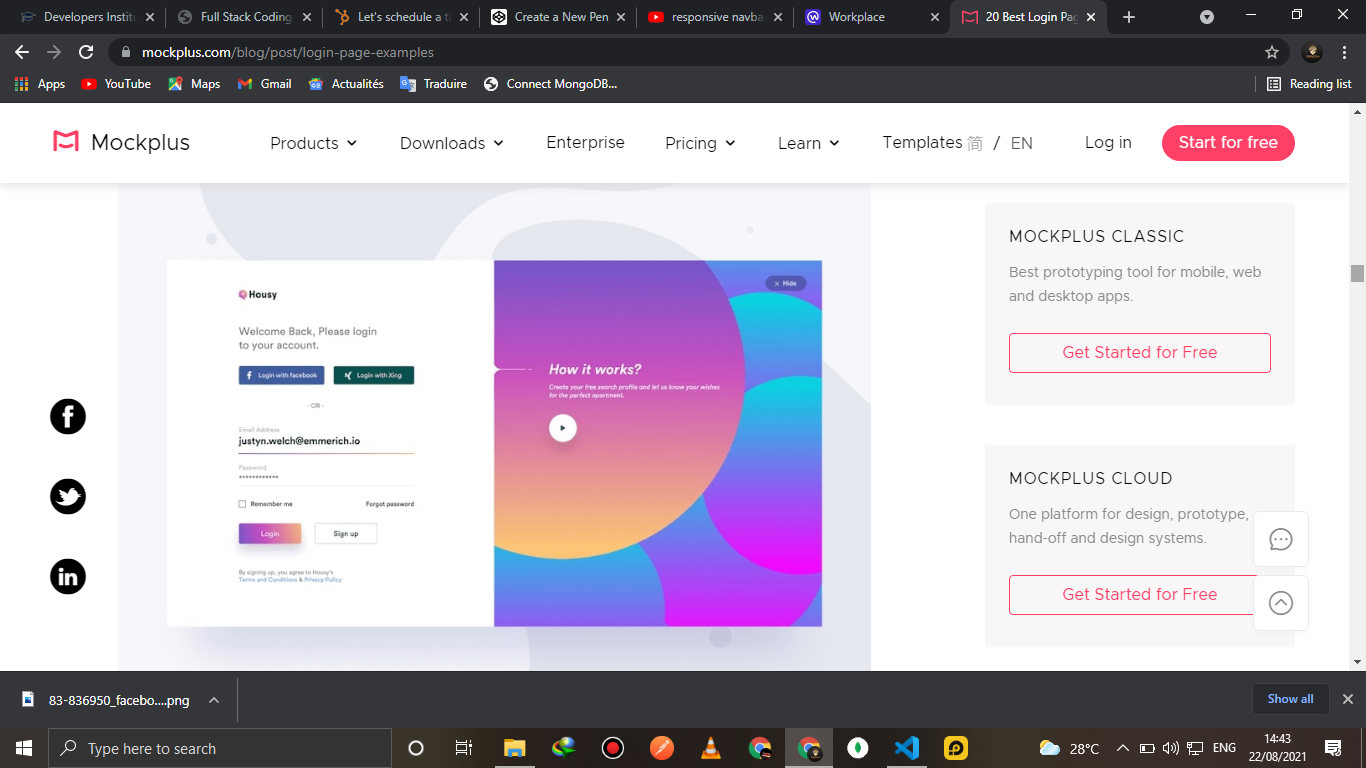 Developers Institu
Full Stack Coding
Let's schedule a t
Create a New Pen
responsive navba
Workplace
20 Best Login Pag
mockplus.com/blog/post/login-page-examples
Apps
YouTube
Maps
Gmail
Actualités
Traduire
Connect MongoDB...
Reading list
Mockplus
Products
Downloads
Enterprise
Pricing
Learn
Templates
简 / EN
Log in
Start for free
Housy
Welcome Back, Please login
to your account.
Login with facebook
Login with Xing
- OR -
Email Address
justyn.welch@emmerich.io
Password
Remember me
Forgot password
Login
Sign up
By signing up, you agree to Housy's
Terms and Conditions & Privacy Policy
× Hide
How it works?
Create your free search profile and let us know your wishes
for the perfect apartment.
MOCKPLUS CLASSIC
Best prototyping tool for mobile, web
and desktop apps.
Get Started for Free
MOCKPLUS CLOUD
One platform for design, prototype,
hand-off and design systems.
Get Started for Free
83-836950_facebo....png
Show all
Type here to search
28°C
ENG
14:43
22/08/2021